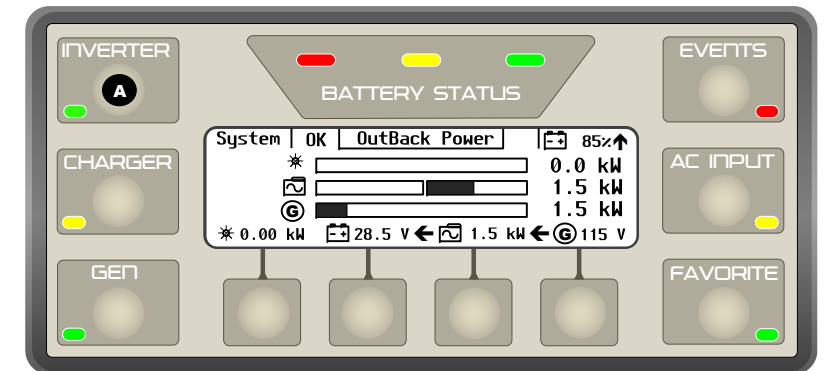 INVERTER
A
CHARGER
GEN
BATTERY STATUS
System OK OutBack Power 85%
0.0 kW
1.5 kW
G 1.5 kW
0.00 kW 28.5 V 1.5 kW G 115 V
EVENTS
AC INPUT
FAVORITE